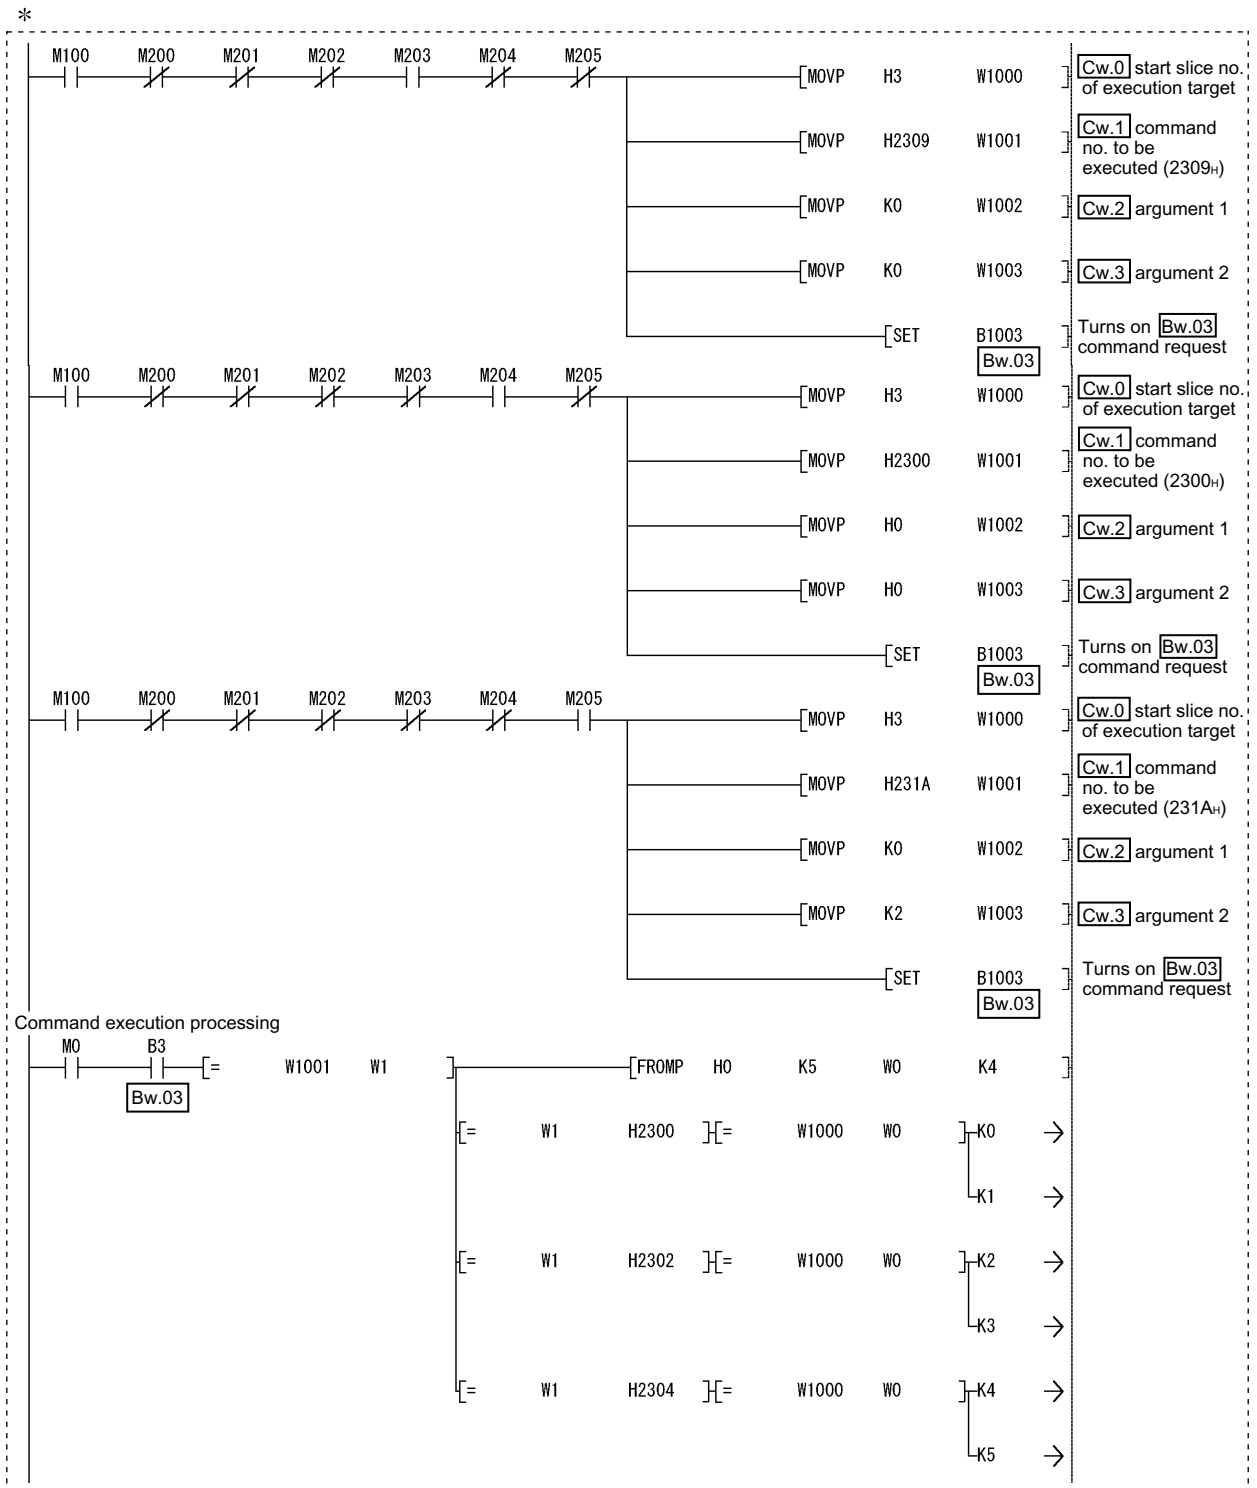 *
M100 M200 M201 M202 M203 M204 M205
[MOVP H3 W1000 ]
Cw.0 start slice no.
of execution target
[MOVP H2309 W1001 ]
Cw.1 command
no. to be
executed (2309H)
[MOVP K0 W1002 ]
Cw.2 argument 1
[MOVP K0 W1003 ]
Cw.3 argument 2
[SET B1003 ]
Bw.03
Turns on Bw.03
command request
M100 M200 M201 M202 M203 M204 M205
[MOVP H3 W1000 ]
Cw.0 start slice no.
of execution target
[MOVP H2300 W1001 ]
Cw.1 command
no. to be
executed (2300H)
[MOVP H0 W1002 ]
Cw.2 argument 1
[MOVP H0 W1003 ]
Cw.3 argument 2
[SET B1003 ]
Bw.03
Turns on Bw.03
command request
M100 M200 M201 M202 M203 M204 M205
[MOVP H3 W1000 ]
Cw.0 start slice no.
of execution target
[MOVP H231A W1001 ]
Cw.1 command
no. to be
executed (231AH)
[MOVP K0 W1002 ]
Cw.2 argument 1
[MOVP K2 W1003 ]
Cw.3 argument 2
[SET B1003 ]
Bw.03
Turns on Bw.03
command request
Command execution processing
M0 B3
[= W1001 W1 ] [FROMP H0 K5 W0 K4 ]
Bw.03
[= W1 H2300 ] [= W1000 W0 ] K0 →
K1 →
[= W1 H2302 ] [= W1000 W0 ] K2 →
K3 →
[= W1 H2304 ] [= W1000 W0 ] K4 →
K5 →